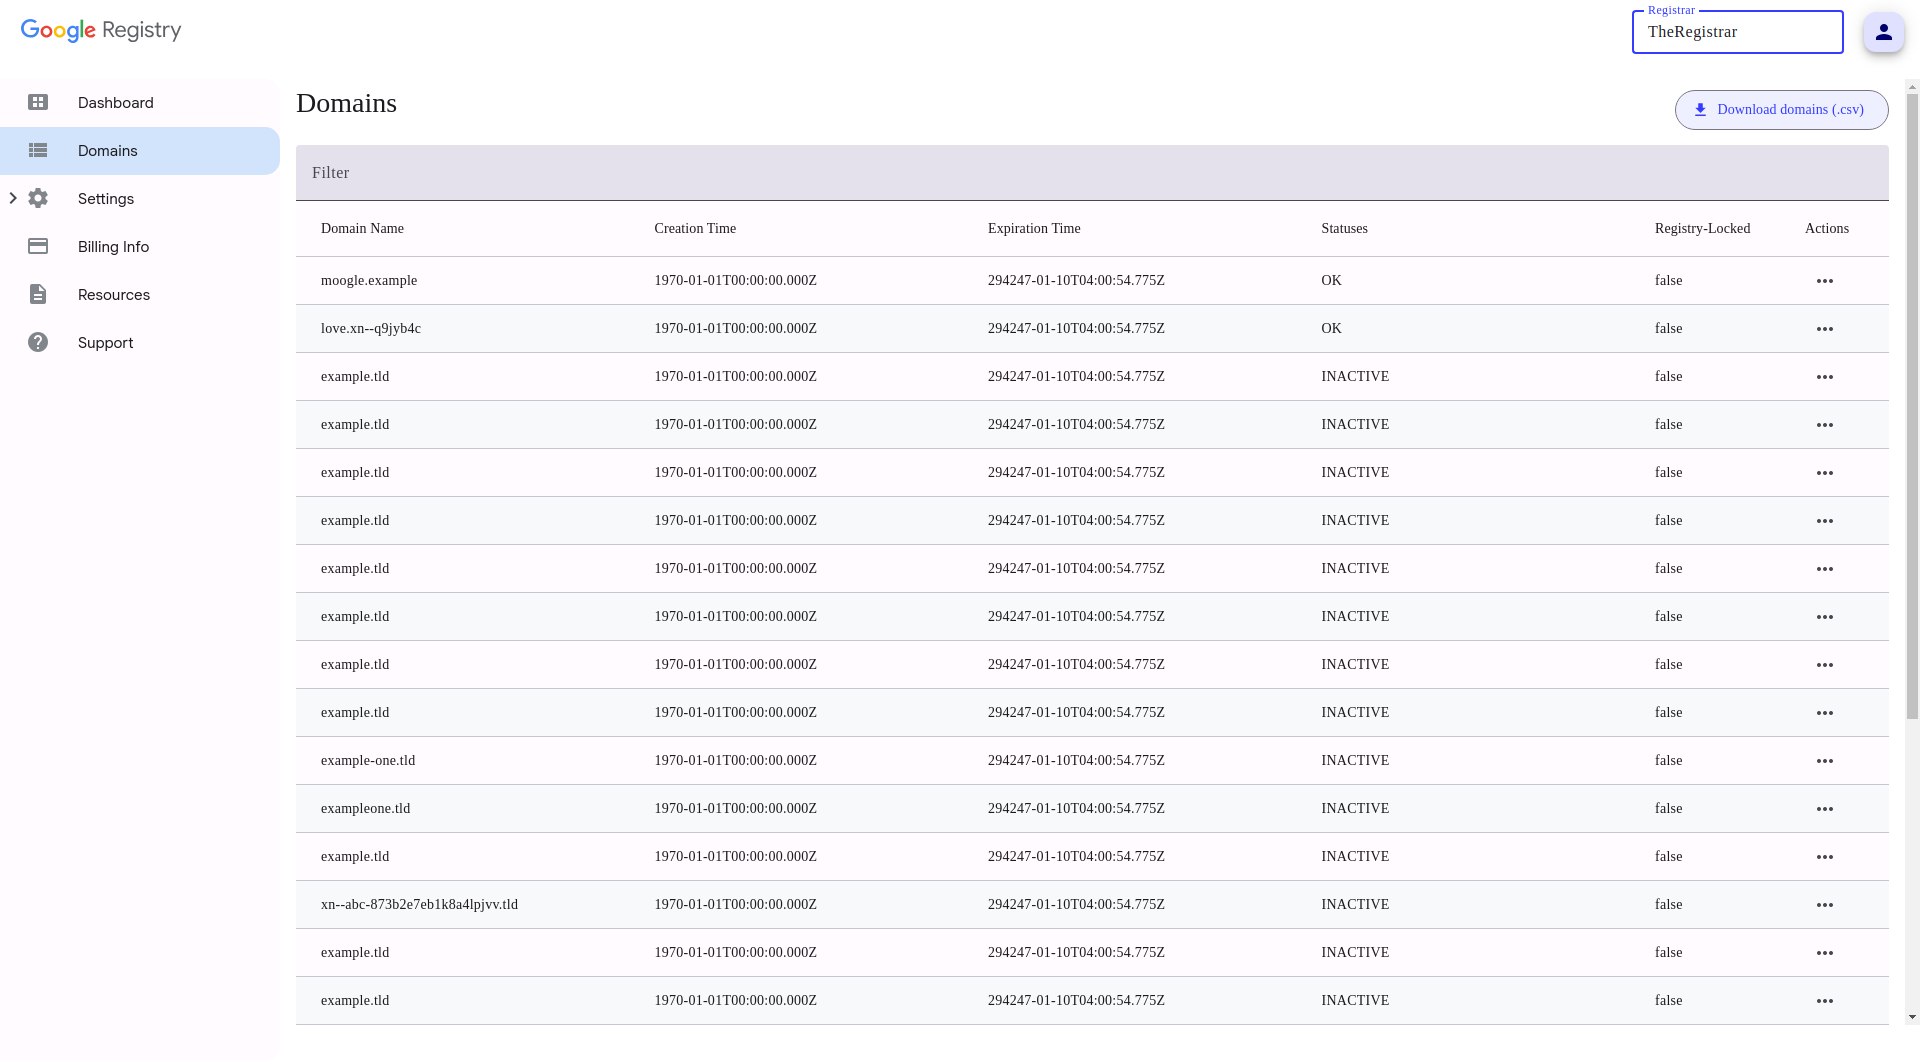 Google Registry
Registrar
TheRegistrar
Dashboard
Domains
Settings
Billing Info
Resources
Support
Domains
Download domains (.csv)
Filter
Domain Name Creation Time Expiration Time Statuses Registry-Locked Actions
moogle.example 1970-01-01T00:00:00.000Z 294247-01-10T04:00:54.775Z OK false
love.xn--q9jyb4c 1970-01-01T00:00:00.000Z 294247-01-10T04:00:54.775Z OK false
example.tld 1970-01-01T00:00:00.000Z 294247-01-10T04:00:54.775Z INACTIVE false
example.tld 1970-01-01T00:00:00.000Z 294247-01-10T04:00:54.775Z INACTIVE false
example.tld 1970-01-01T00:00:00.000Z 294247-01-10T04:00:54.775Z INACTIVE false
example.tld 1970-01-01T00:00:00.000Z 294247-01-10T04:00:54.775Z INACTIVE false
example.tld 1970-01-01T00:00:00.000Z 294247-01-10T04:00:54.775Z INACTIVE false
example.tld 1970-01-01T00:00:00.000Z 294247-01-10T04:00:54.775Z INACTIVE false
example.tld 1970-01-01T00:00:00.000Z 294247-01-10T04:00:54.775Z INACTIVE false
example.tld 1970-01-01T00:00:00.000Z 294247-01-10T04:00:54.775Z INACTIVE false
example-one.tld 1970-01-01T00:00:00.000Z 294247-01-10T04:00:54.775Z INACTIVE false
exampleone.tld 1970-01-01T00:00:00.000Z 294247-01-10T04:00:54.775Z INACTIVE false
example.tld 1970-01-01T00:00:00.000Z 294247-01-10T04:00:54.775Z INACTIVE false
xn--abc-873b2e7eb1k8a4lpjvv.tld 1970-01-01T00:00:00.000Z 294247-01-10T04:00:54.775Z INACTIVE false
example.tld 1970-01-01T00:00:00.000Z 294247-01-10T04:00:54.775Z INACTIVE false
example.tld 1970-01-01T00:00:00.000Z 294247-01-10T04:00:54.775Z INACTIVE false